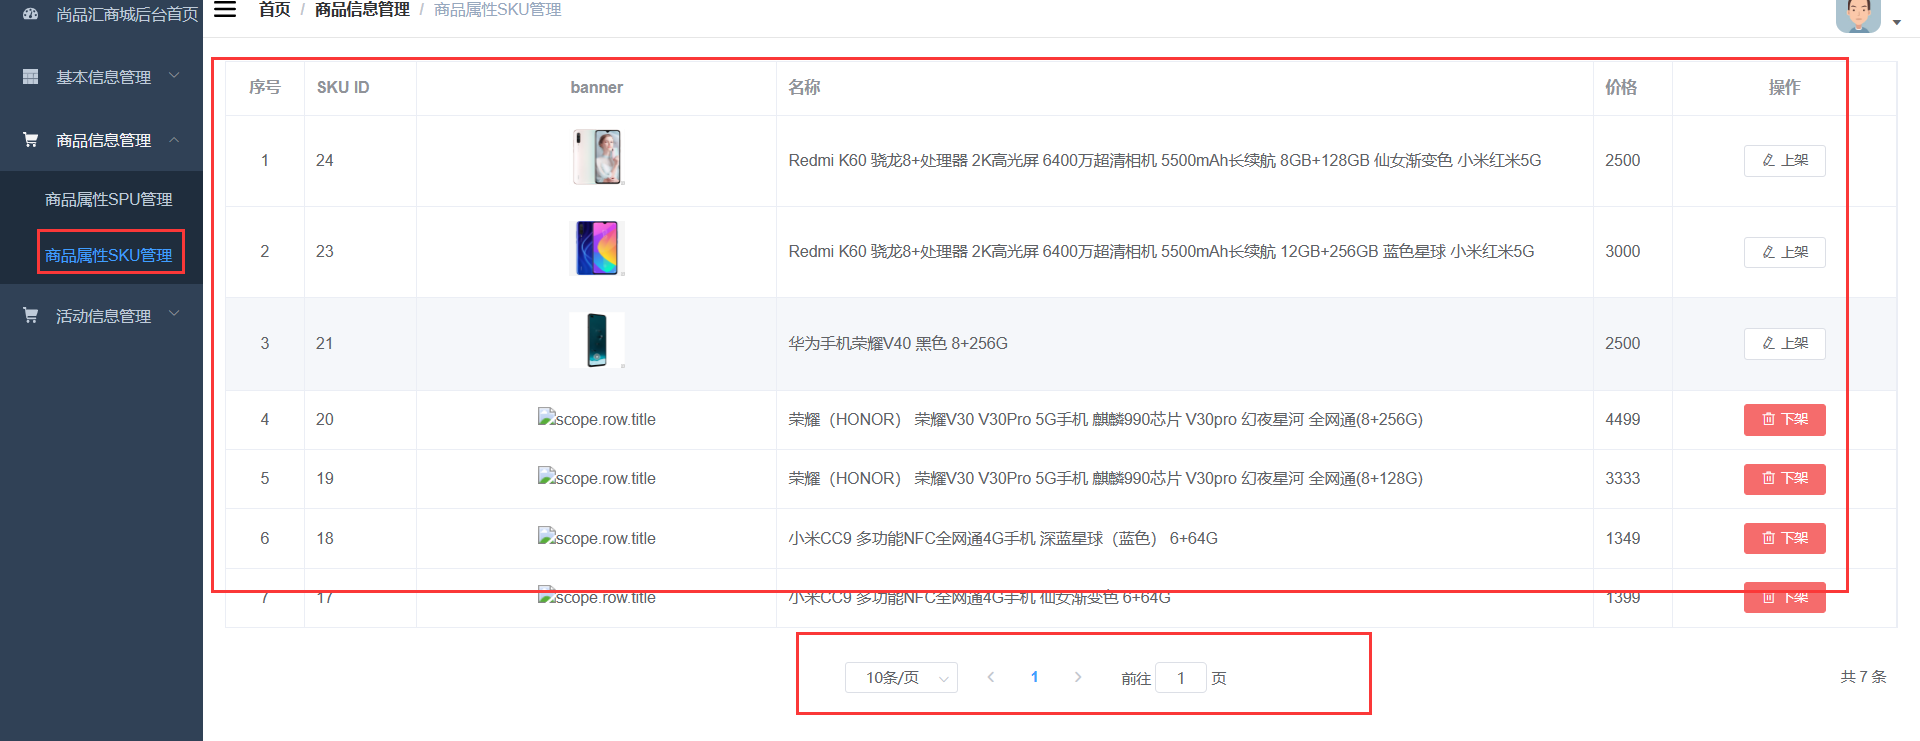 尚品汇商城后台首页
首页 / 商品信息管理 / 商品属性SKU管理
基本信息管理
商品信息管理
商品属性SPU管理
商品属性SKU管理
活动信息管理
序号 SKU ID banner 名称 价格 操作
1 24 Redmi K60 骁龙8+处理器 2K高光屏 6400万超清相机 5500mAh长续航 8GB+128GB 仙女渐变色 小米红米5G 2500 上架
2 23 Redmi K60 骁龙8+处理器 2K高光屏 6400万超清相机 5500mAh长续航 12GB+256GB 蓝色星球 小米红米5G 3000 上架
3 21 华为手机荣耀V40 黑色 8+256G 2500 上架
4 20 scope.row.title 荣耀（HONOR） 荣耀V30 V30Pro 5G手机 麒麟990芯片 V30pro 幻夜星河 全网通(8+256G) 4499 下架
5 19 scope.row.title 荣耀（HONOR） 荣耀V30 V30Pro 5G手机 麒麟990芯片 V30pro 幻夜星河 全网通(8+128G) 3333 下架
6 18 scope.row.title 小米CC9 多功能NFC全网通4G手机 深蓝星球（蓝色） 6+64G 1349 下架
7 17 scope.row.title 小米CC9 多功能NFC全网通4G手机 仙女渐变色 6+64G 1399 下架
10条/页 1 前往 1 页 共 7 条